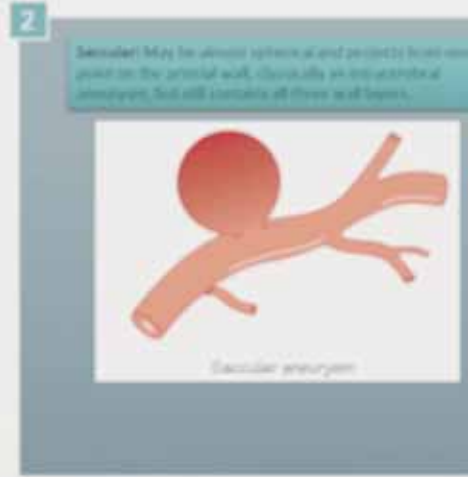 2
Saccular: May be almost spherical and projects from one
point on the arterial wall, classically an intracerebral
aneurysm, but still contains all three wall layers.
Saccular aneurysm